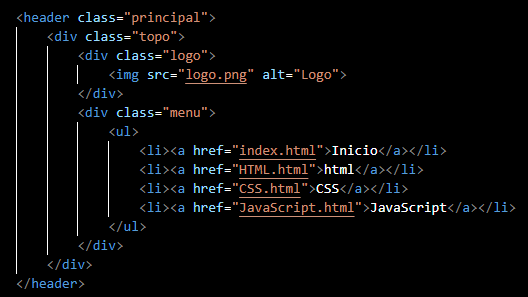 <header class="principal">
<div class="topo">
<div class="logo">
<img src="logo.png" alt="Logo">
</div>
<div class="menu">
<ul>
<li><a href="index.html">Inicio</a></li>
<li><a href="HTML.html">html</a></li>
<li><a href="CSS.html">CSS</a></li>
<li><a href="JavaScript.html">JavaScript</a></li>
</ul>
</div>
</div>
</header>